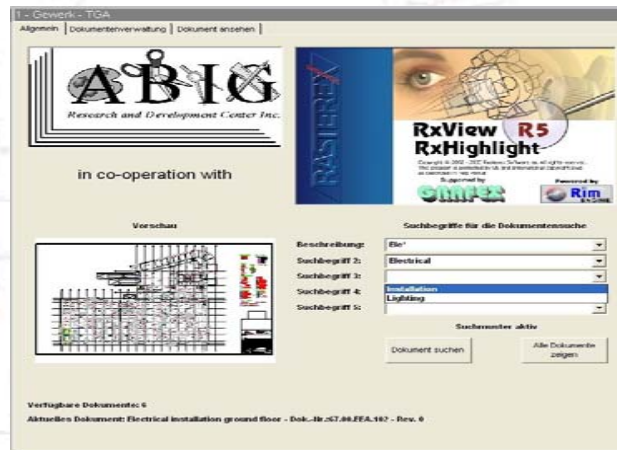 1 - Gewerk - TGA
Allgemein | Dokumentenverwaltung | Dokument ansehen |
ABIG
Research and Development Center Inc.
in co-operation with
RASTEREX
RxView R5
RxHighlight
Supported by
GRAFEX
Powered by
Rim
ENGINE
Vorschau
Suchbegriffe für die Dokumentensuche
Beschreibung: Ele*
Suchbegriff 2: Electrical
Suchbegriff 3:
Installation
Suchbegriff 4:
Lighting
Suchbegriff 5:
Suchmuster aktiv
Dokument suchen
Alle Dokumente
zeigen
Verfügbare Dokumente: 6
Aktuelles Dokument: Electrical installation ground floor - Dok.-Nr.:67.00.EEA.102 - Rev. 0